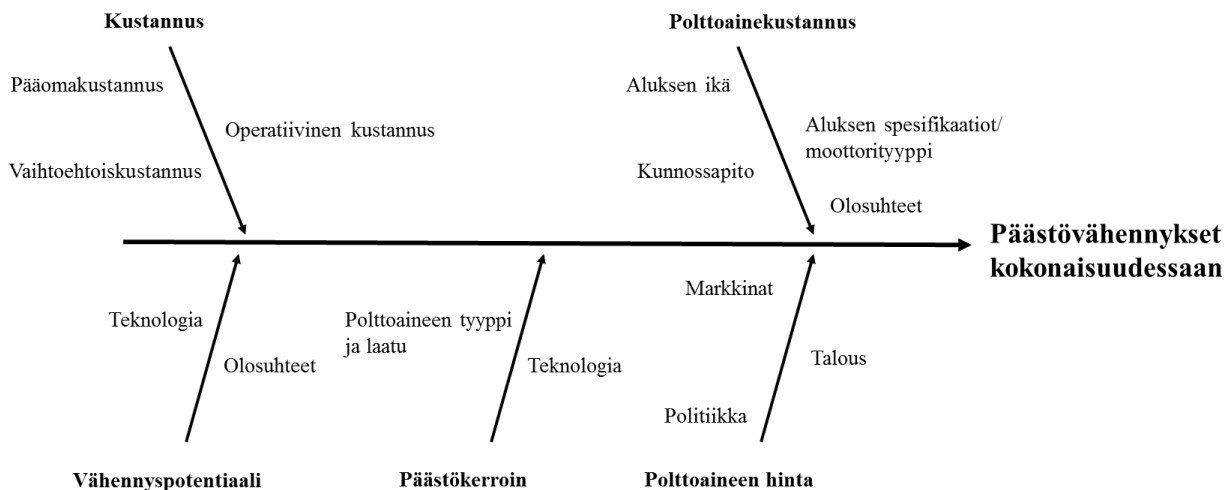 Kustannus
Polttoainekustannus
Pääomakustannus
Operatiivinen kustannus
Vaihtoehtoiskustannus
Aluksen ikä
Aluksen spesifikaatiot/
moottorityyppi
Kunnossapito
Olosuhteet
Päästövähennykset
kokonaisuudessaan
Teknologia
Olosuhteet
Polttoaineen tyyppi
ja laatu
Teknologia
Markkinat
Talous
Politiikka
Vähennyspotentiaali
Päästökerroin
Polttoaineen hinta